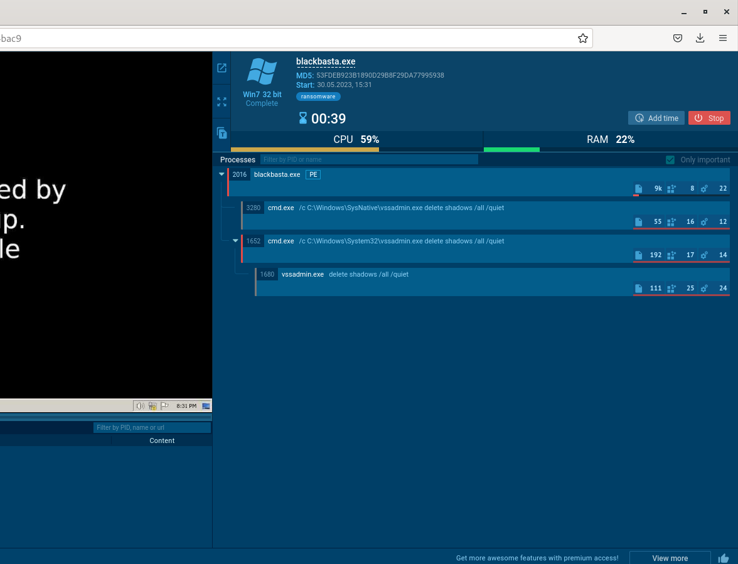 bac9
ed by
up.
le
8:31 PM
Filter by PID, name or url
Content
Win7 32 bit
Complete
blackbasta.exe
MD5: 53FDEB923B1890D29B8F29DA77995938
Start: 30.05.2023, 15:31
ransomware
00:39
Add time
Stop
CPU 59%
RAM 22%
Processes
Filter by PID or name
Only important
2016 blackbasta.exe PE
9k 8 22
3280 cmd.exe /c C:\Windows\SysNative\vssadmin.exe delete shadows /all /quiet
55 16 12
1652 cmd.exe /c C:\Windows\System32\vssadmin.exe delete shadows /all /quiet
192 17 14
1680 vssadmin.exe delete shadows /all /quiet
111 25 24
Get more awesome features with premium access!
View more